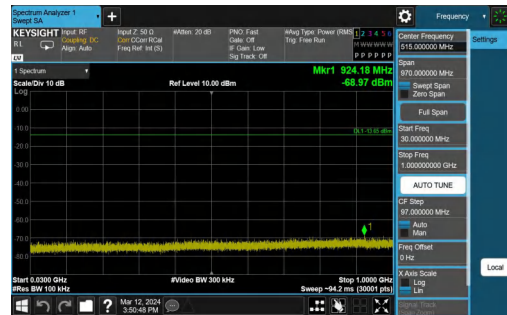 Spectrum Analyzer 1
Swept SA
Frequency
Settings
KEYSIGHT
Input: RF
Coupling: DC
Align: Auto
Input Z: 50 Ω
Corr CCorr RCal
Freq Ref: Int (S)
#Atten: 20 dB
PNO: Fast
Gate: Off
IF Gain: Low
Sig Track: Off
#Avg Type: Power (RMS)
Trig: Free Run
1 2 3 4 5 6
M W W W W W
P P P P P P
RL
LXI
1 Spectrum
Scale/Div 10 dB
Log
Ref Level 10.00 dBm
Mkr1 924.18 MHz
-68.97 dBm
0.00
-10.0
-20.0
-30.0
-40.0
-50.0
-60.0
-70.0
-80.0
1
Start 0.0300 GHz
#Res BW 100 kHz
#Video BW 300 kHz
Stop 1.0000 GHz
Sweep ~94.2 ms (30001 pts)
Mar 12, 2024
3:50:48 PM
Center Frequency
515.000000 MHz
Span
970.000000 MHz
Swept Span
Zero Span
Full Span
Start Freq
30.000000 MHz
Stop Freq
1.000000000 GHz
AUTO TUNE
CF Step
97.000000 MHz
Auto
Man
Freq Offset
0 Hz
X Axis Scale
Log
Lin
Signal Track
Local